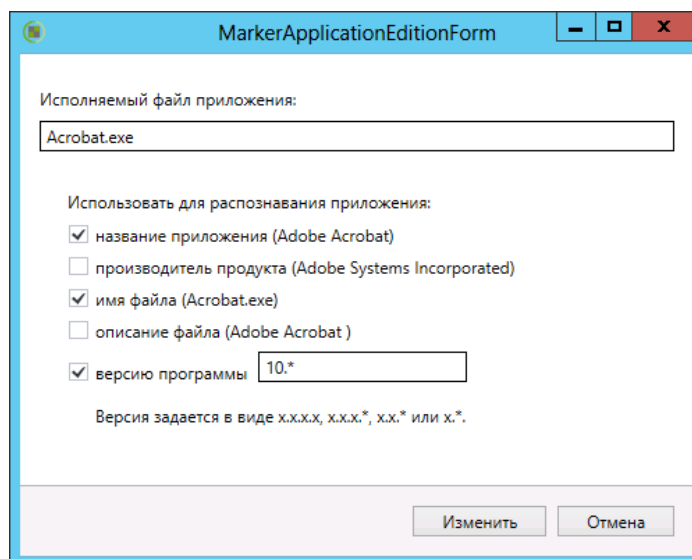 MarkerApplicationEditionForm
Исполняемый файл приложения:
Acrobat.exe
Использовать для распознавания приложения:
название приложения (Adobe Acrobat)
производитель продукта (Adobe Systems Incorporated)
имя файла (Acrobat.exe)
описание файла (Adobe Acrobat )
версию программы 10.*
Версия задается в виде x.x.x.x, x.x.x.*, x.x.* или x.*.
Изменить Отмена